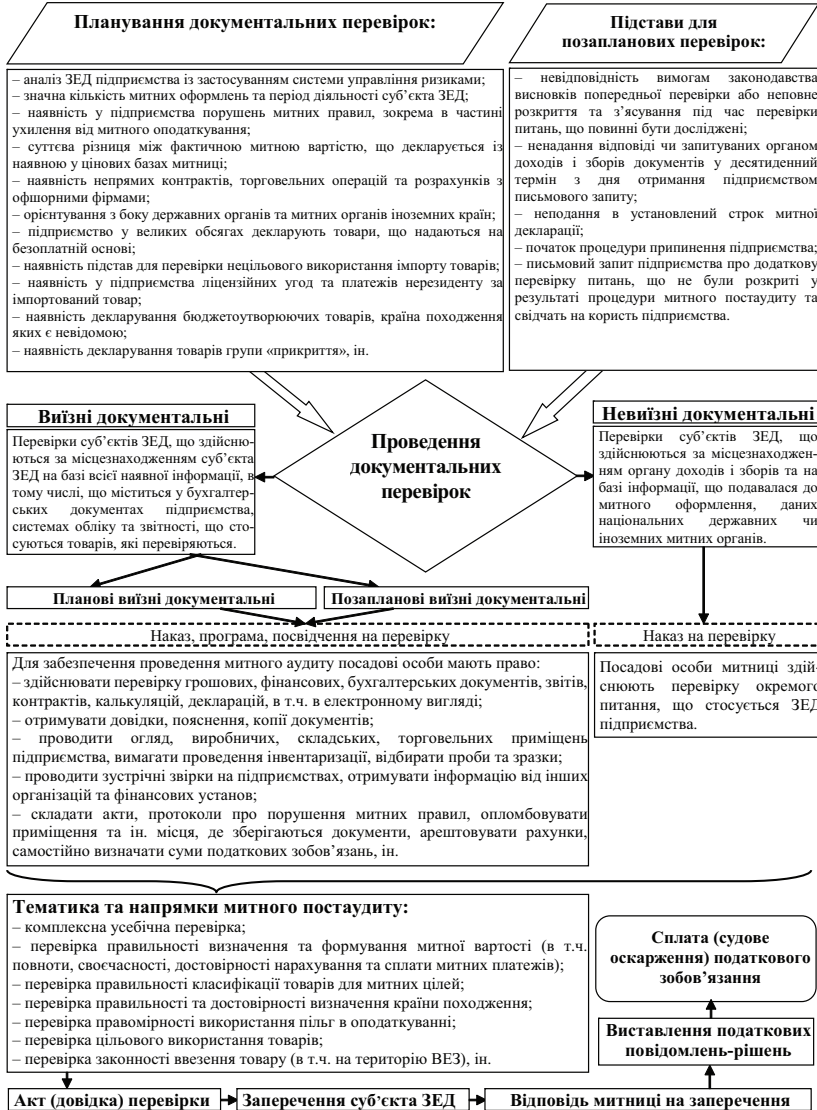 Планування документальних перевірок:
– аналіз ЗЕД підприємства із застосуванням системи управління ризиками;
– значна кількість митних оформлень та період діяльності суб’єкта ЗЕД;
– наявність у підприємства порушень митних правил, зокрема в частині
ухилення від митного оподаткування;
– суттєва різниця між фактичною митною вартістю, що декларується із
наявною у цінових базах митниці;
– наявність непрямих контрактів, торговельних операцій та розрахунків з
офшорними фірмами;
– орієнтування з боку державних органів та митних органів іноземних країн;
– підприємство у великих обсягах декларують товари, що надаються на
безоплатній основі;
– наявність підстав для перевірки нецільового використання імпорту товарів;
– наявність у підприємства ліцензійних угод та платежів нерезиденту за
імпортований товар;
– наявність декларування бюджетоутворюючих товарів, країна походження
яких є невідомою;
– наявність декларування товарів групи «прикриття», ін.
Підстави для
позапланових перевірок:
– невідповідність вимогам законодавства
висновків попередньої перевірки або неповне
розкриття та з’ясування під час перевірки
питань, що повинні бути досліджені;
– ненадання відповіді чи запитуваних органом
доходів і зборів документів у десятиденний
термін з дня отримання підприємством
письмового запиту;
– неподання в установлений строк митної
декларації;
– початок процедури припинення підприємства;
– письмовий запит підприємства про додаткову
перевірку питань, що не були розкриті у
результаті процедури митного постаудиту та
свідчать на користь підприємства.
Проведення
документальних
перевірок
Виїзні документальні
Перевірки суб’єктів ЗЕД, що здійсню-
ються за місцезнаходженням суб’єкта
ЗЕД на базі всієї наявної інформації, в
тому числі, що міститься у бухгалтер-
ських документах підприємства,
системах обліку та звітності, що сто-
суються товарів, які перевіряються.
Невиїзні документальні
Перевірки суб’єктів ЗЕД, що
здійснюються за місцезнаходжен-
ням органу доходів і зборів та на
базі інформації, що подавалася до
митного оформлення, даних
національних державних чи
іноземних митних органів.
Планові виїзні документальні
Позапланові виїзні документальні
Наказ, програма, посвідчення на перевірку
Наказ на перевірку
Для забезпечення проведення митного аудиту посадові особи мають право:
– здійснювати перевірку грошових, фінансових, бухгалтерських документів, звітів,
контрактів, калькуляцій, декларацій, в т.ч. в електронному вигляді;
– отримувати довідки, пояснення, копії документів;
– проводити огляд, виробничих, складських, торговельних приміщень
підприємства, вимагати проведення інвентаризації, відбирати проби та зразки;
– проводити зустрічні звірки на підприємствах, отримувати інформацію від інших
організацій та фінансових установ;
– складати акти, протоколи про порушення митних правил, опломбовувати
приміщення та ін. місця, де зберігаються документи, арештовувати рахунки,
самостійно визначати суми податкових зобов’язань, ін.
Посадові особи митниці здій-
снюють перевірку окремого
питання, що стосується ЗЕД
підприємства.
Тематика та напрямки митного постаудиту:
– комплексна усебічна перевірка;
– перевірка правильності визначення та формування митної вартості (в т.ч.
повноти, своєчасності, достовірності нарахування та сплати митних платежів);
– перевірка правильності класифікації товарів для митних цілей;
– перевірка правильності та достовірності визначення країни походження;
– перевірка правомірності використання пільг в оподаткуванні;
– перевірка цільового використання товарів;
– перевірка законності ввезення товару (в т.ч. на територію ВЕЗ), ін.
Сплата (судове
оскарження) податкового
зобов’язання
Виставлення податкових
повідомлень-рішень
Акт (довідка) перевірки
Заперечення суб’єкта ЗЕД
Відповідь митниці на заперечення